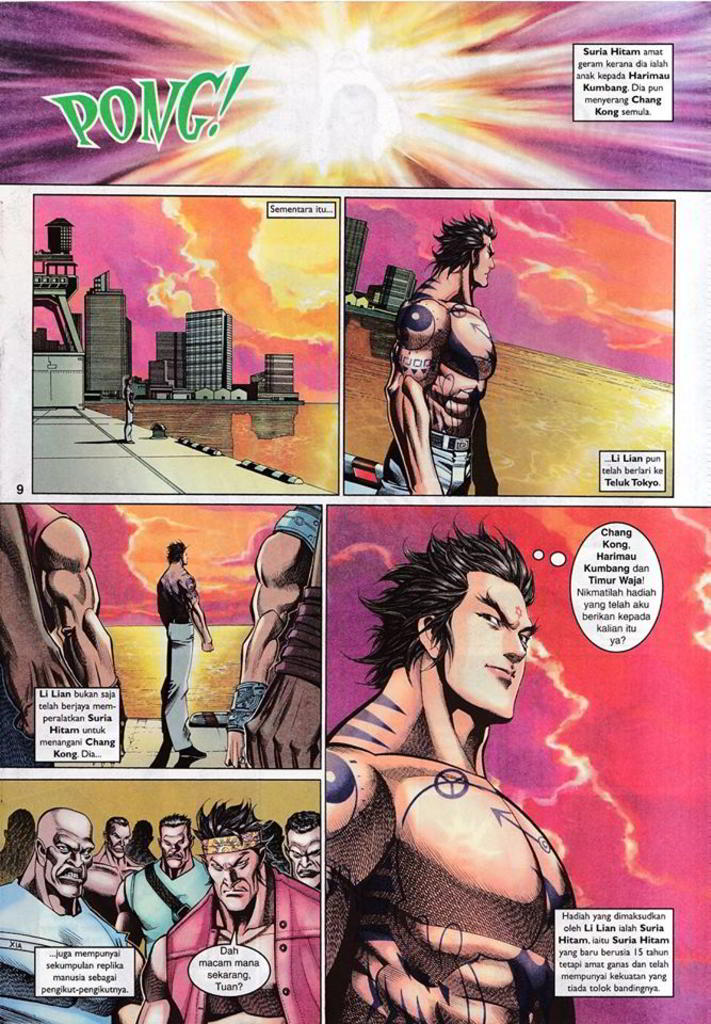 PONG!
Suria Hitam amat
geram kerana dia ialah
anak kepada Harimau
Kumbang. Dia pun
menyerang Chang
Kong semula.
Sementara itu...
...Li Lian pun
telah berlari ke
Teluk Tokyo.
9
Li Lian bukan saja
telah berjaya mem-
peralatkan Suria
Hitam untuk
menangani Chang
Kong. Dia...
Chang
Kong,
Harimau
Kumbang dan
Timur Waja!
Nikmatilah hadiah
yang telah aku
berikan kepada
kalian itu
ya?
XIA
...juga mempunyai
sekumpulan replika
manusia sebagai
pengikut-pengikutnya.
Dah
macam mana
sekarang,
Tuan?
Hadiah yang dimaksudkan
oleh Li Lian ialah Suria
Hitam, iaitu Suria Hitam
yang baru berusia 15 tahun
tetapi amat ganas dan telah
mempunyai kekuatan yang
tiada tolok bandingnya.